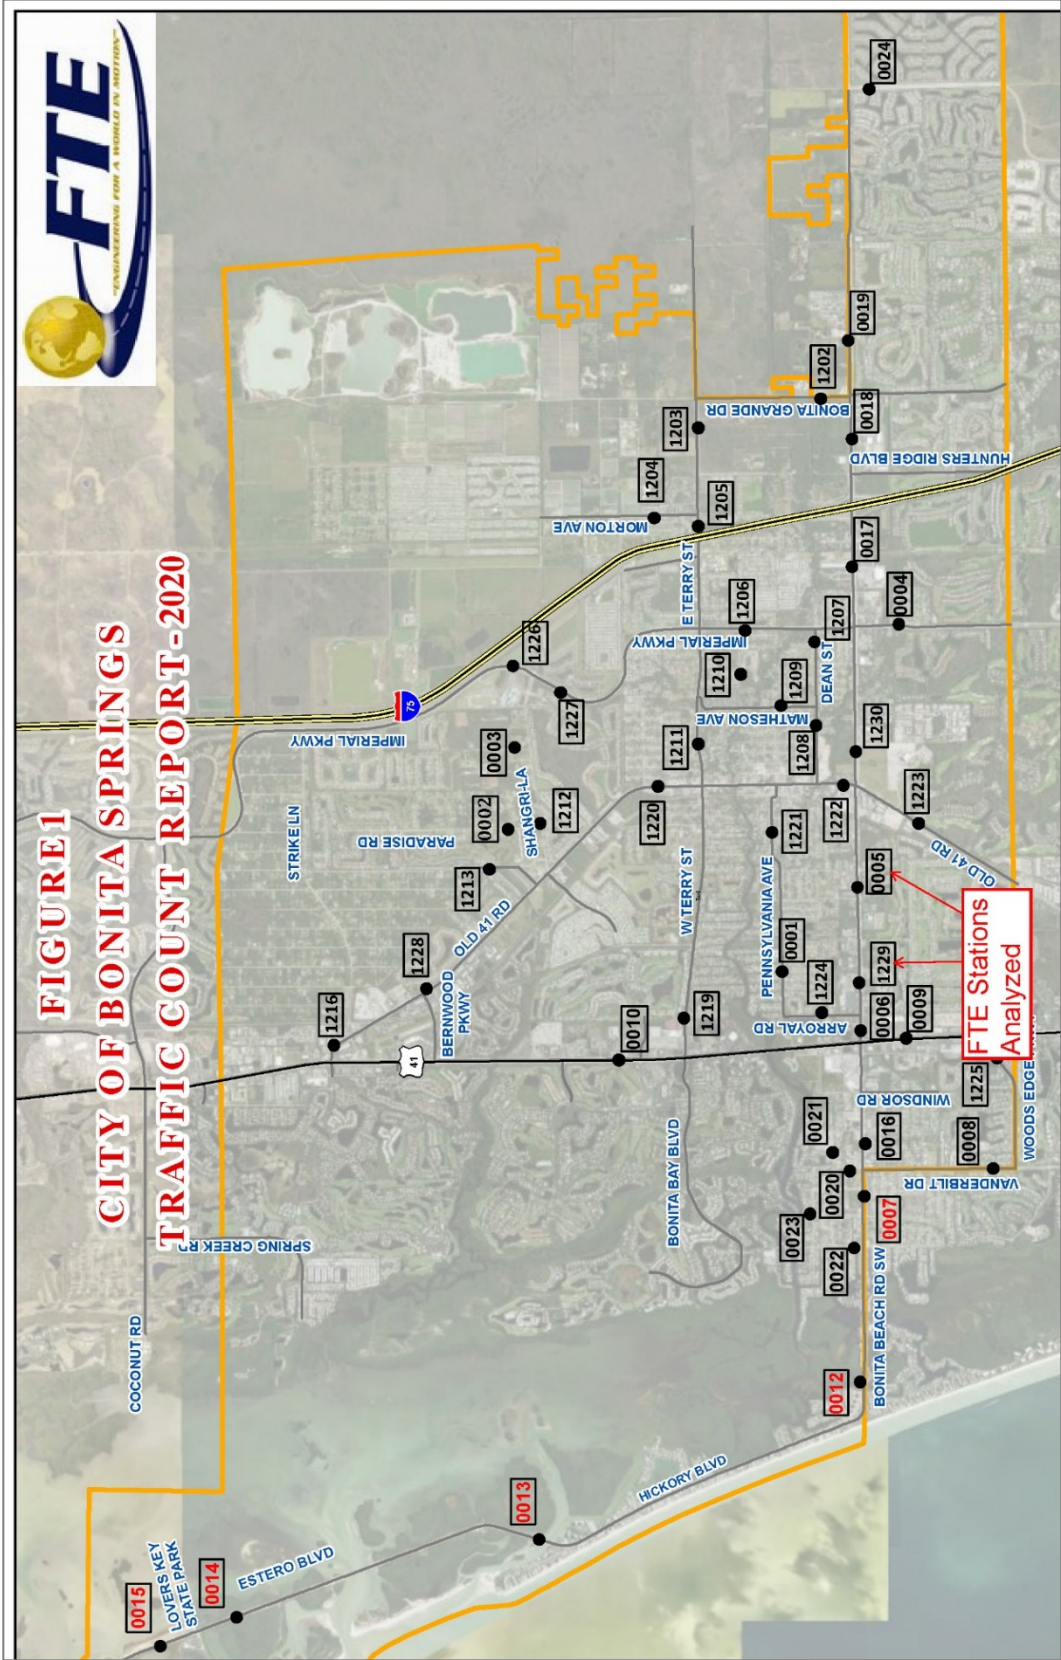 FIGURE 1
CITY OF BONITA SPRINGS
TRAFFIC COUNT REPORT - 2020
FTE
"ENGINEERING FOR A WORLD IN MOTION"
COCONUT RD
SPRING CREEK RD
STRIKE LN
IMPERIAL PKWY
75
41
1216
1228
BERNWOOD
PKWY
OLD 41 RD
1213
PARADISE RD
0002
0003
SHANGRI-LA
1212
1226
1227
0015
LOVERS KEY
STATE PARK
0014
ESTERO BLVD
0013
HICKORY BLVD
0010
1220
MORTON AVE
1204
1203
1205
E TERRY ST
1211
W TERRY ST
1219
BONITA BAY BLVD
IMPERIAL PKWY
1206
1210
MATHESON AVE
1209
DEAN ST
1207
1208
BONITA GRANDE DR
1202
0019
0018
0024
HUNTERS RIDGE BLVD
0017
0004
1230
1222
1221
PENNSYLVANIA AVE
0001
1224
ARROYAL RD
0005
1229
0006
0009
1223
OLD 41 RD
FTE Stations
Analyzed
0021
0020
0023
0022
0016
0007
0012
BONITA BEACH RD SW
WINDSOR RD
1225
0008
VANDERBILT DR
WOODS EDGE